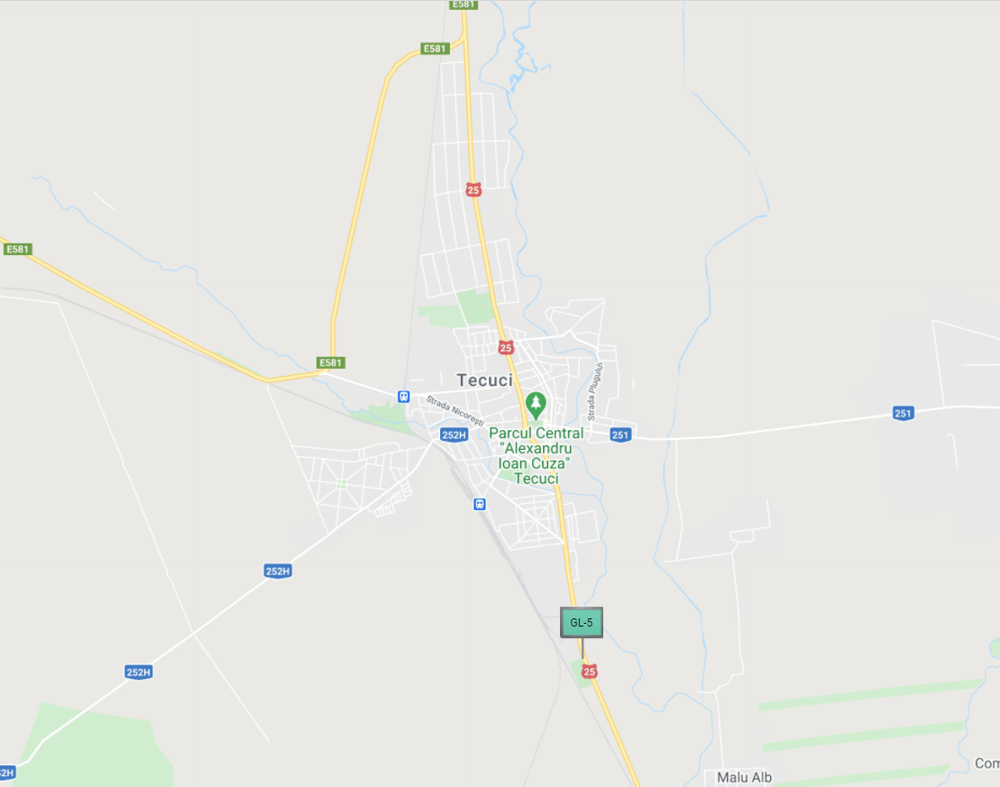 E581
E581
25
E581
25
E581
Tecuci
Strada Plugului
Strada Nicorești
251
252H
251
Parcul Central
"Alexandru
Ioan Cuza"
Tecuci
252H
GL-5
25
252H
2H
Malu Alb
Com